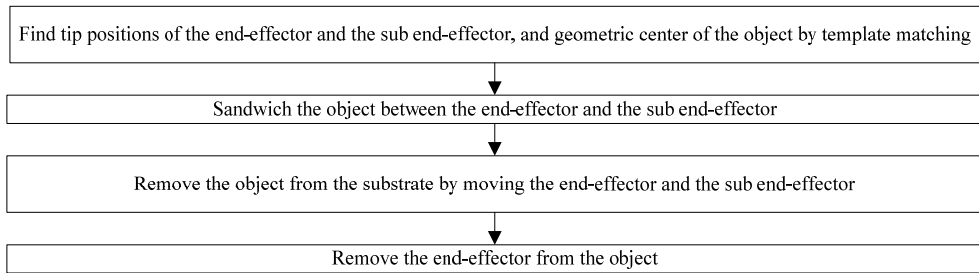 Find tip positions of the end-effector and the sub end-effector, and geometric center of the object by template matching
Sandwich the object between the end-effector and the sub end-effector
Remove the object from the substrate by moving the end-effector and the sub end-effector
Remove the end-effector from the object